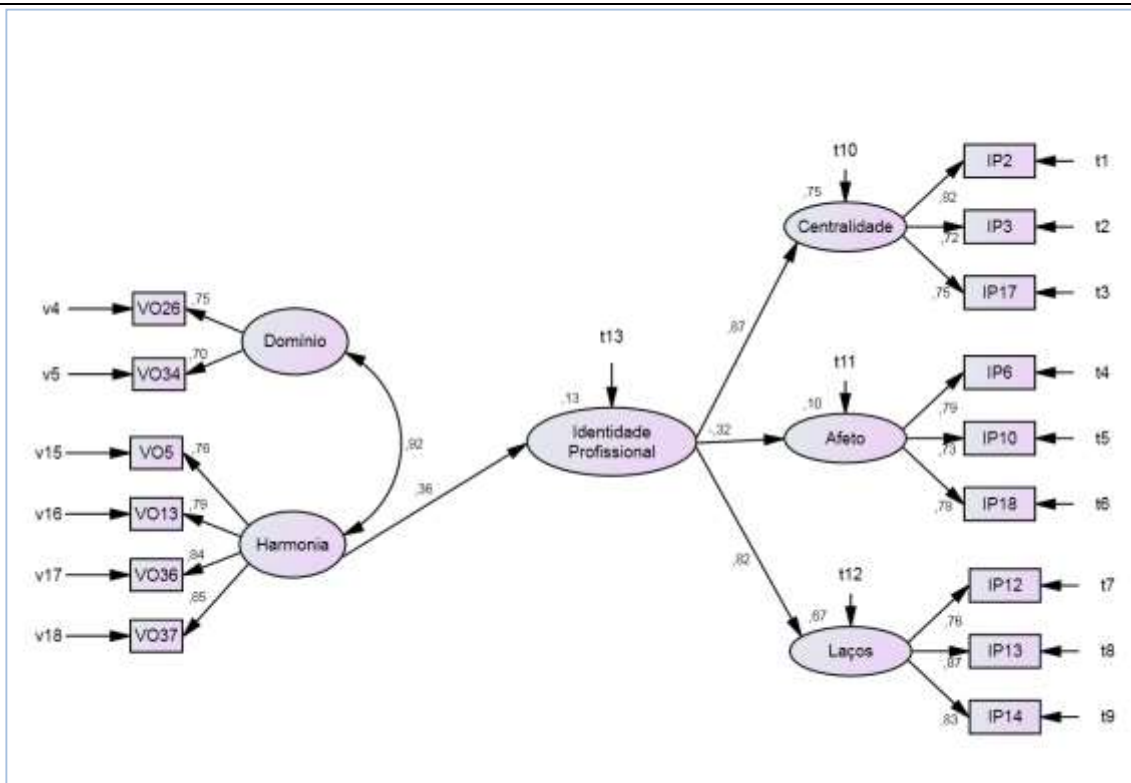 t10
,75
Centralidade
,87
IP2
t1
,82
IP3
t2
,72
IP17
t3
,75
v4
VO26
,75
Domínio
v5
VO34
,70
,92
v15
VO5
,76
v16
VO13
,79
Harmonia
v17
VO36
,84
v18
VO37
,85
,36
t13
,13
Identidade
Profissional
t11
,10
Afeto
-,32
IP6
t4
,79
IP10
t5
,73
IP18
t6
,78
t12
,67
Laços
,82
IP12
t7
,76
IP13
t8
,87
IP14
t9
,83